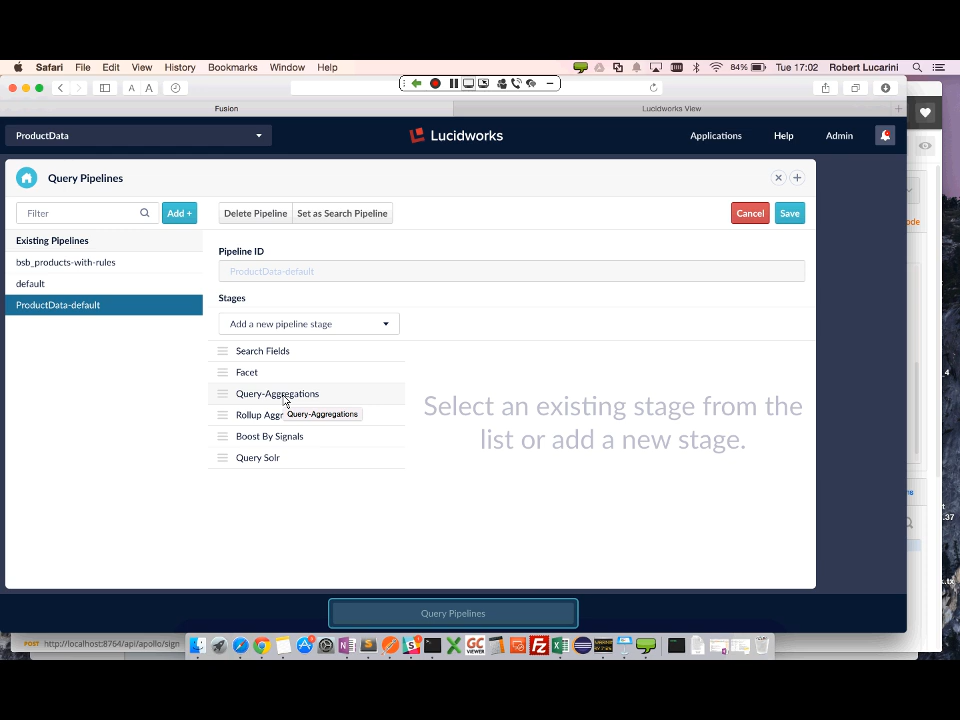 Safari File Edit View History Bookmarks Window Help 84% Tue 17:02 Robert Lucarini
A A
Fusion Lucidworks View
ProductData Lucidworks Applications Help Admin
Query Pipelines
Filter Add + Delete Pipeline Set as Search Pipeline Cancel Save
Existing Pipelines
bsb_products-with-rules
default
ProductData-default
Pipeline ID
ProductData-default
Stages
Add a new pipeline stage
Search Fields
Facet
Query-Aggregations
Rollup Aggr
Query-Aggregations
Boost By Signals
Query Solr
Select an existing stage from the
list or add a new stage.
Query Pipelines
POST http://localhost:8764/api/apollo/sign